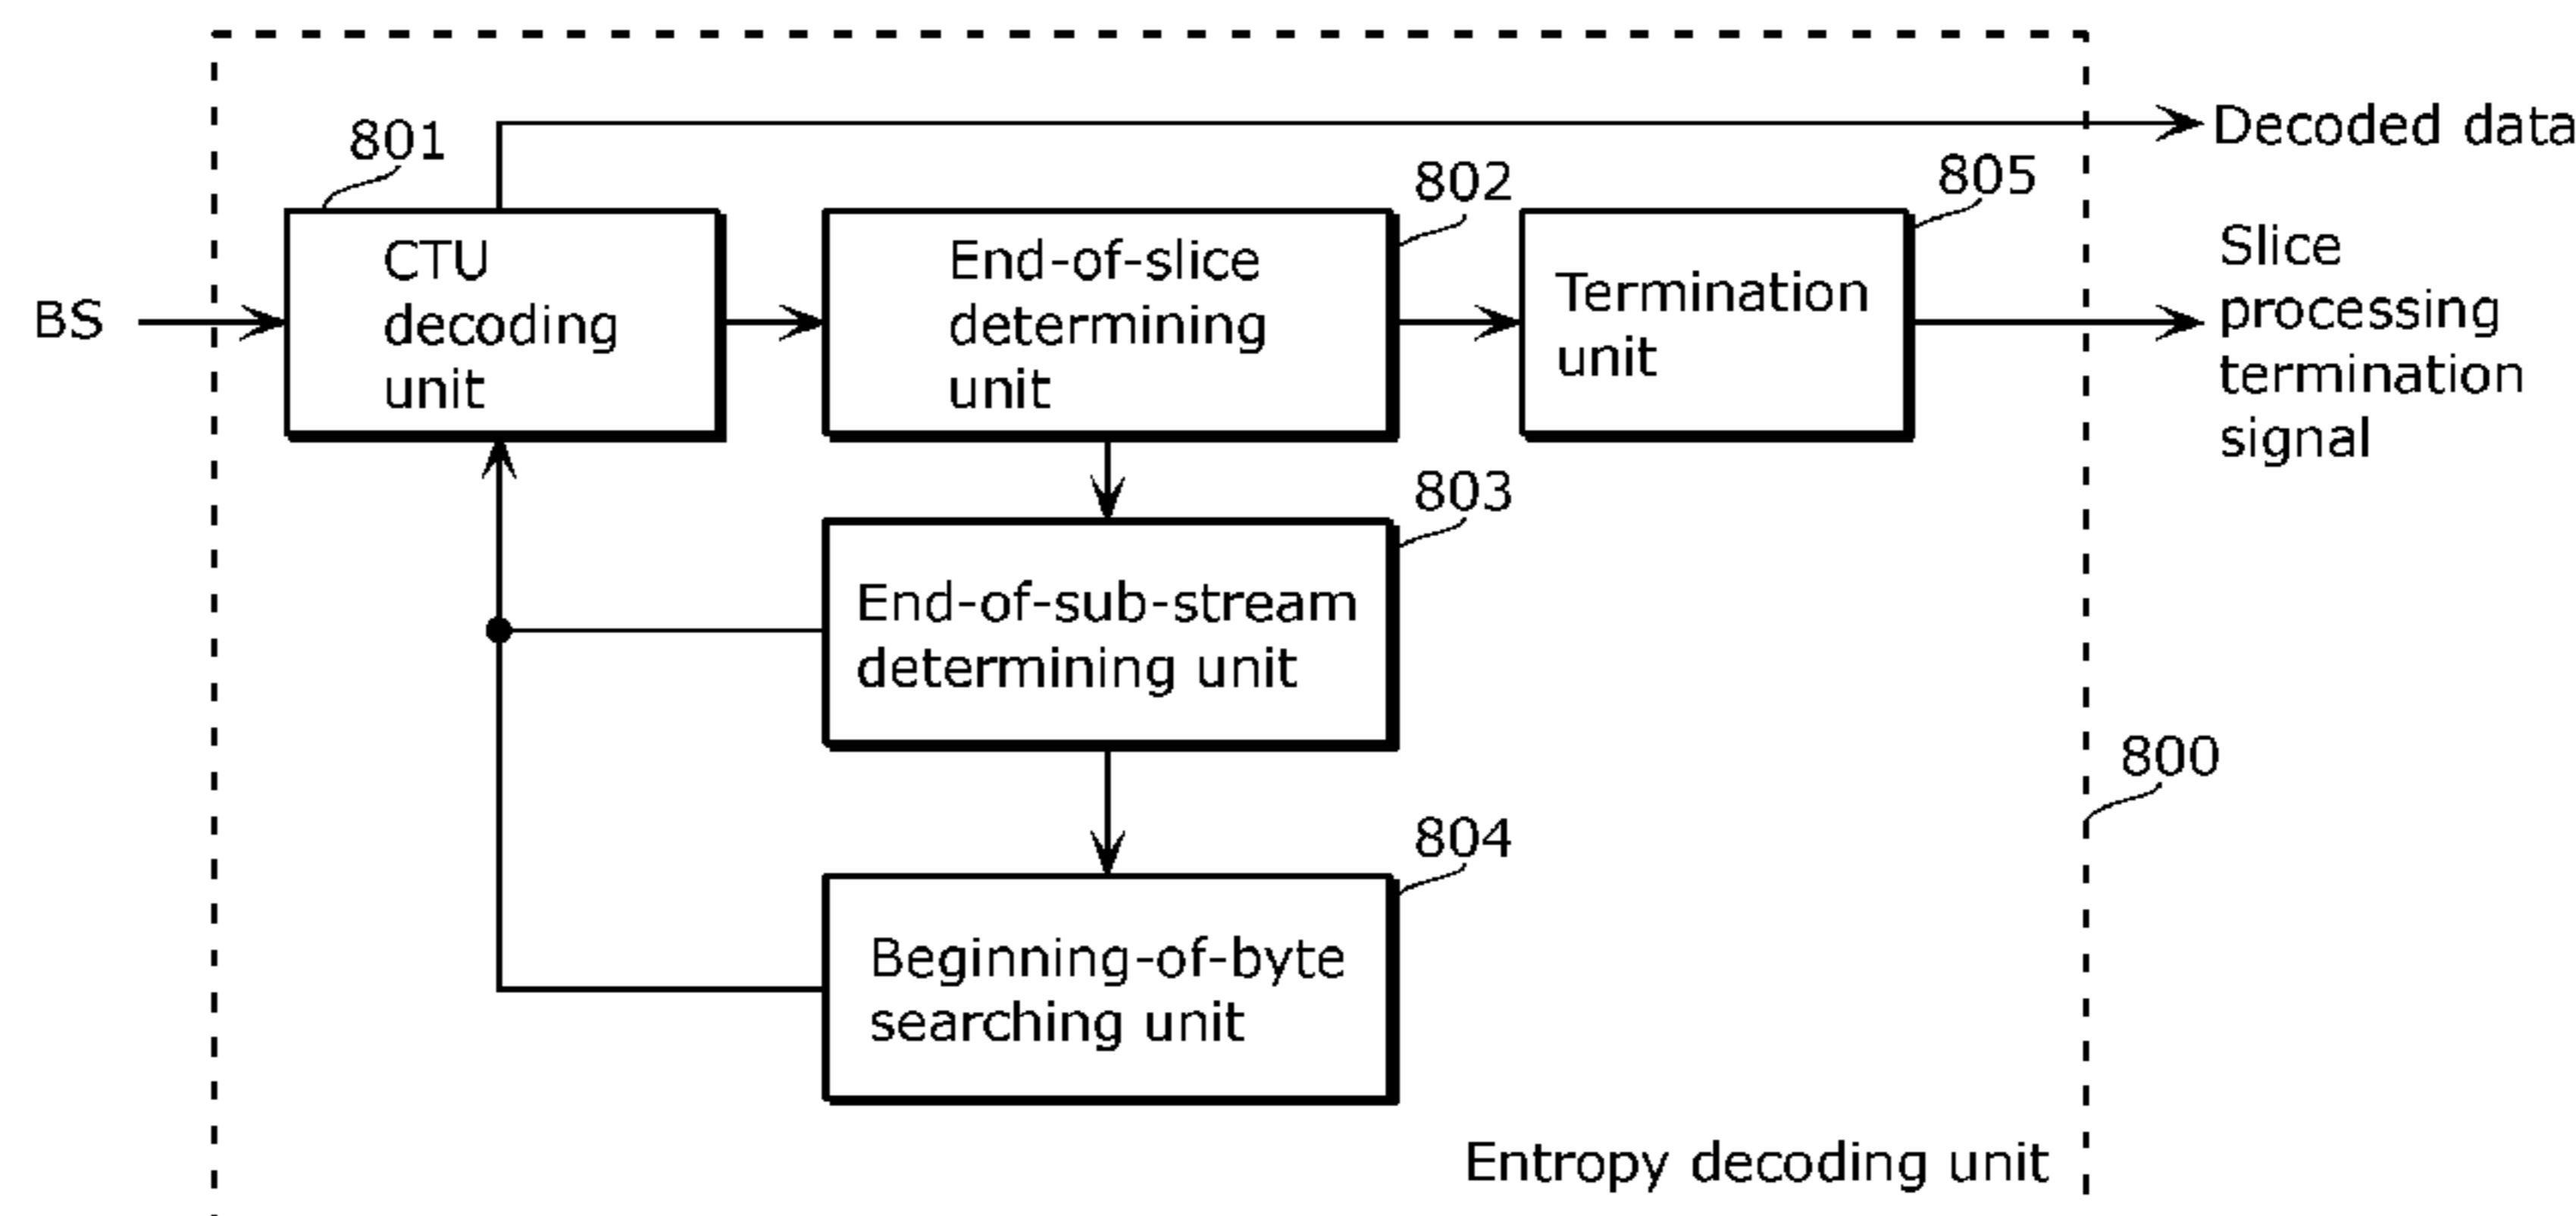 Decoded data
801
802
805
BS
CTU
decoding
unit
End-of-slice
determining
unit
Termination
unit
Slice
processing
termination
signal
803
End-of-sub-stream
determining unit
800
804
Beginning-of-byte
searching unit
Entropy decoding unit